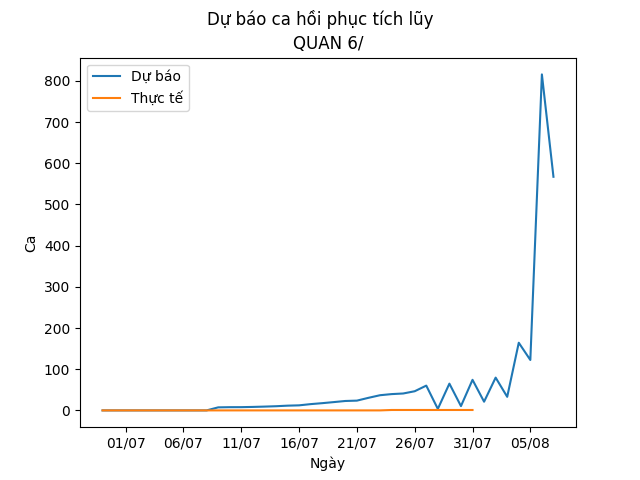 Dự báo ca hồi phục tích lũy
QUAN 6/
Dự báo
Thực tế
800
700
600
500
400
300
200
100
0
Ca
01/07 06/07 11/07 16/07 21/07 26/07 31/07 05/08
Ngày